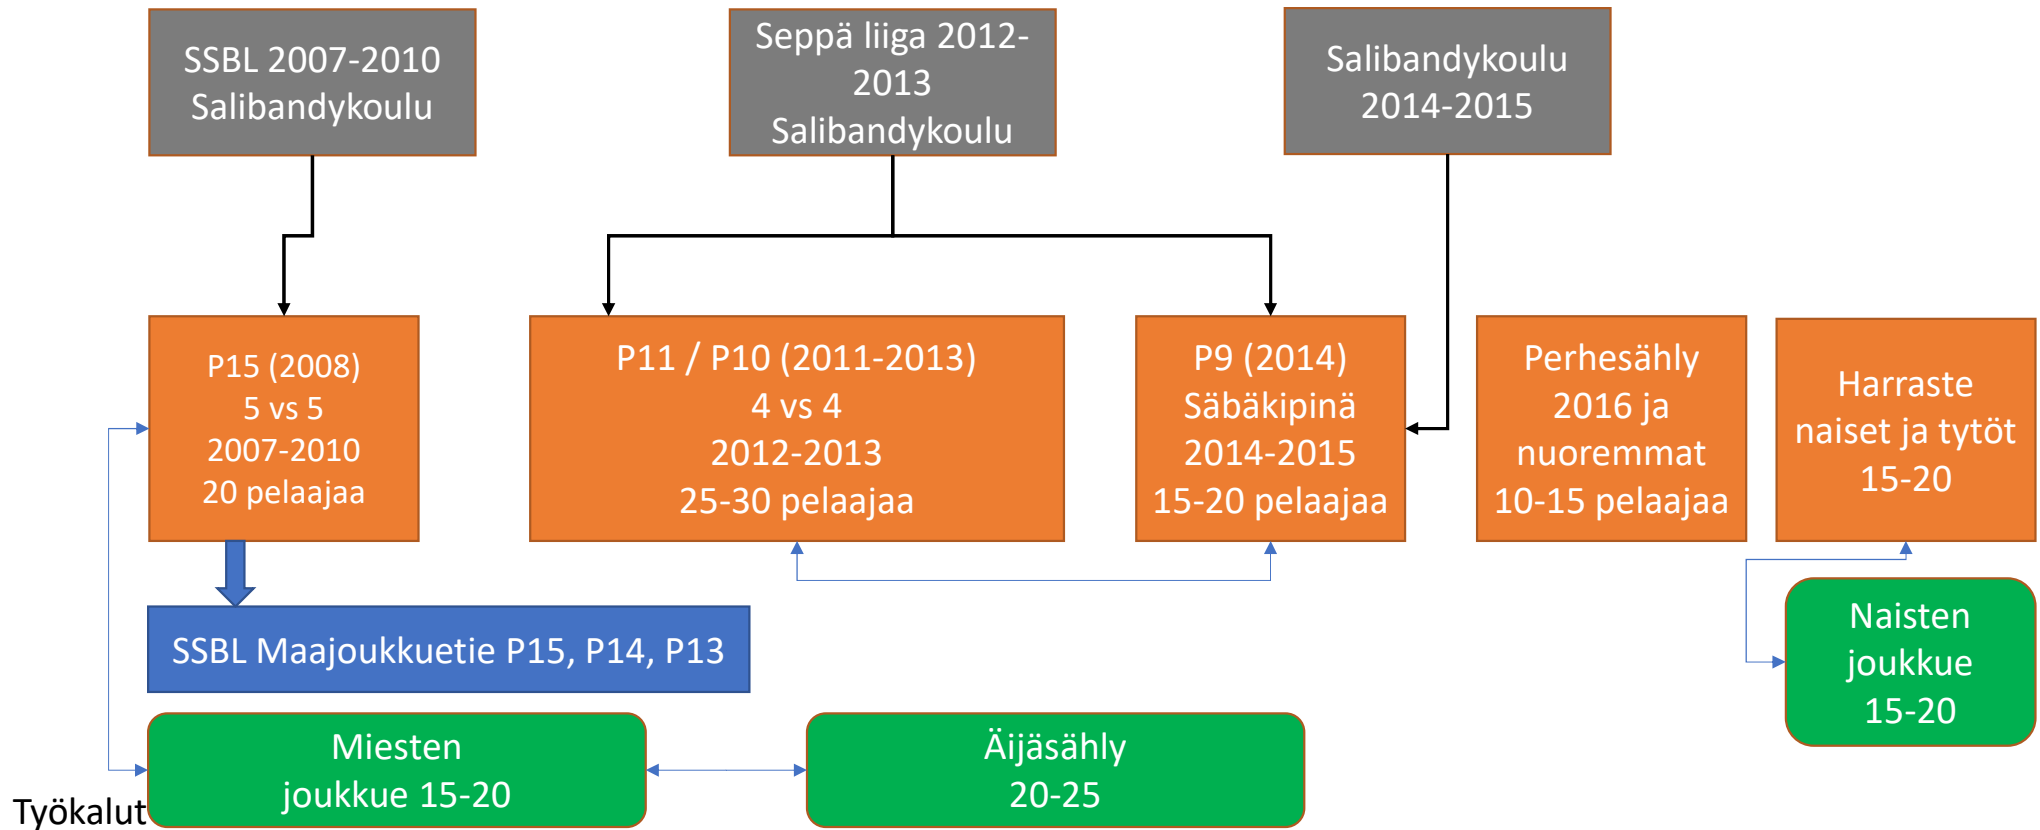 SSBL 2007-2010
Salibandykoulu
Seppä liiga 2012-
2013
Salibandykoulu
Salibandykoulu
2014-2015
P15 (2008)
5 vs 5
2007-2010
20 pelaajaa
P11 / P10 (2011-2013)
4 vs 4
2012-2013
25-30 pelaajaa
P9 (2014)
Säbäkipinä
2014-2015
15-20 pelaajaa
Perhesähly
2016 ja
nuoremmat
10-15 pelaajaa
Harraste
naiset ja tytöt
15-20
SSBL Maajoukkuetie P15, P14, P13
Naisten
joukkue
15-20
Miesten
joukkue 15-20
Äijäsähly
20-25
Työkalut